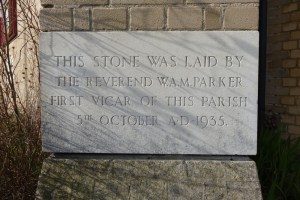 THIS STONE WAS LAID BY
THE REVEREND W.A.M.PARKER
FIRST VICAR OF THIS PARISH
5TH OCTOBER A·D·1935.